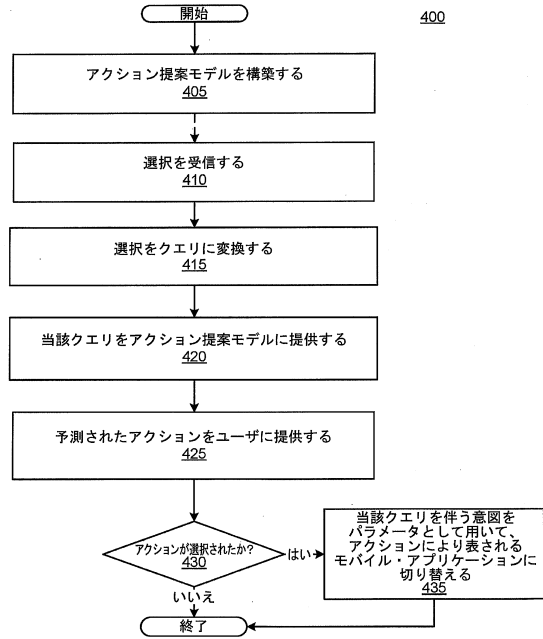 開始
400
アクション提案モデルを構築する
405
選択を受信する
410
選択をクエリに変換する
415
当該クエリをアクション提案モデルに提供する
420
予測されたアクションをユーザに提供する
425
アクションが選択されたか?
430
はい
いいえ
当該クエリを伴う意図を
パラメータとして用いて、
アクションにより表される
モバイル・アプリケーションに
切り替える
435
終了